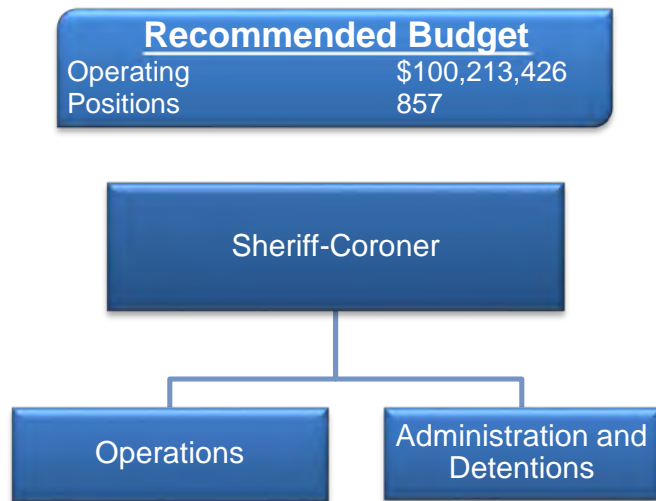 Recommended Budget
Operating $100,213,426
Positions 857
Sheriff-Coroner
Operations
Administration and
Detentions